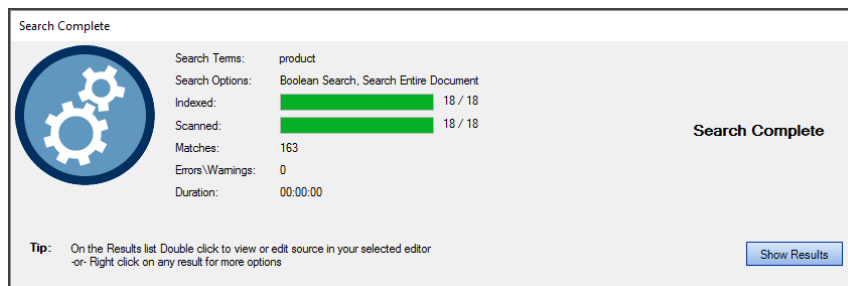 Search Complete
Search Terms: product
Search Options: Boolean Search, Search Entire Document
Indexed: 18 / 18
Scanned: 18 / 18
Matches: 163
Errors\Warnings: 0
Duration: 00:00:00
Search Complete
Tip: On the Results list Double click to view or edit source in your selected editor
-or- Right click on any result for more options
Show Results